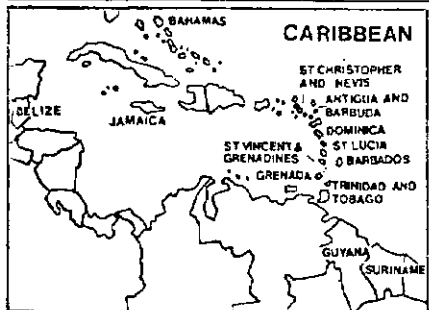 BAHAMAS
CARIBBEAN
ST CHRISTOPHER
AND NEVIS
ANTIGUA AND
BARBUDA
BELIZE
JAMAICA
DOMINICA
ST VINCENT &
GRENADINES
ST LUCIA
BARBADOS
GRENADA
TRINIDAD AND
TOBAGO
GUYANA
SURINAME